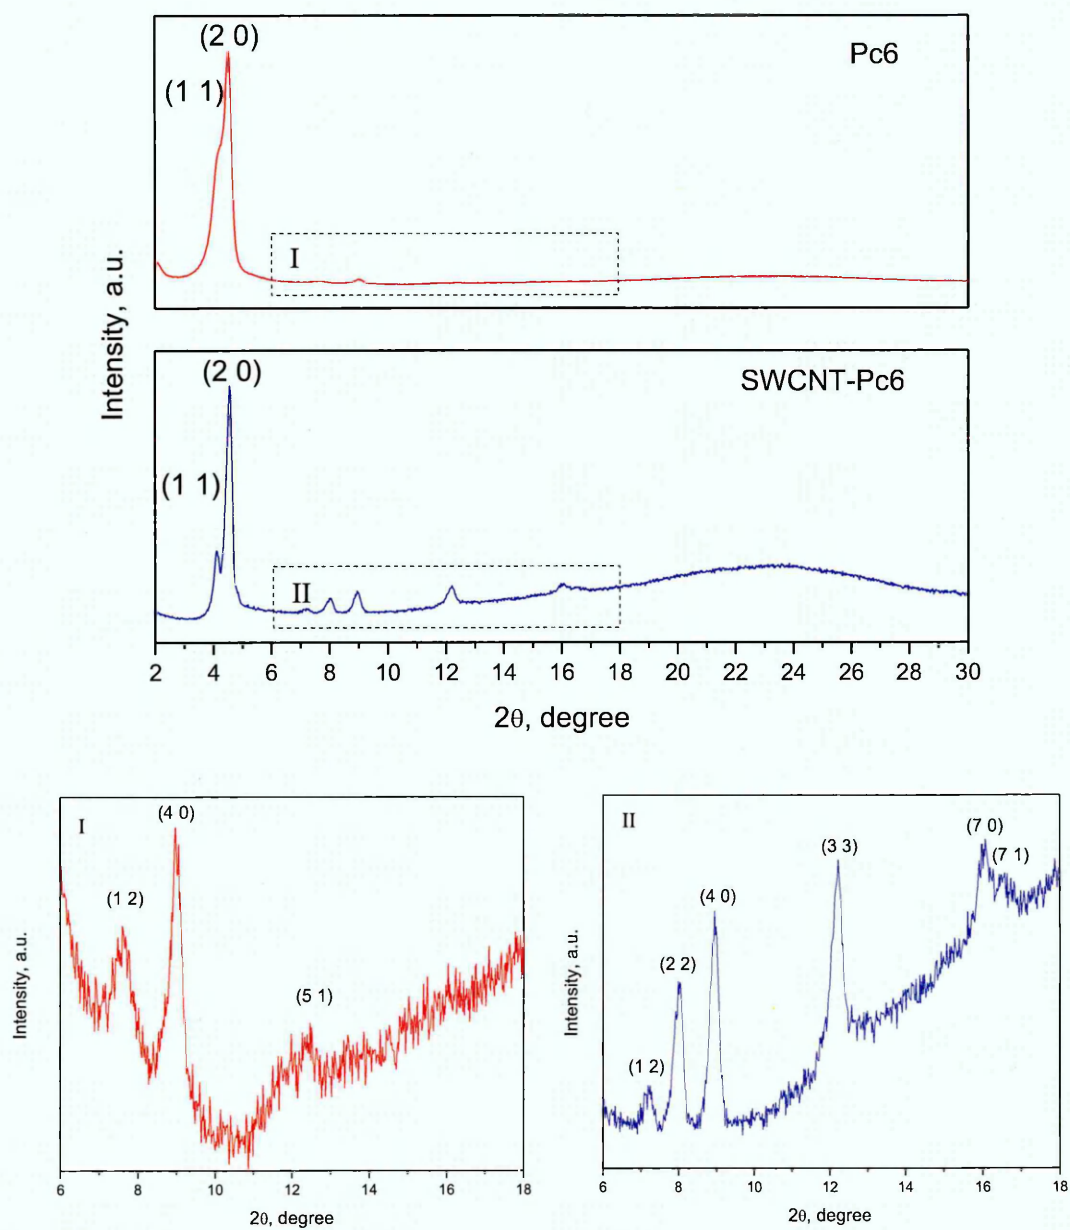 (2 0)
Pc6
(1 1)
I
Intensity, a.u.
(2 0)
SWCNT-Pc6
(1 1)
II
2 4 6 8 10 12 14 16 18 20 22 24 26 28 30
2θ, degree
I
(4 0)
(1 2)
(5 1)
Intensity, a.u.
6 8 10 12 14 16 18
2θ, degree
II
(7 0)
(3 3)
(7 1)
(4 0)
(2 2)
(1 2)
Intensity, a.u.
6 8 10 12 14 16 18
2θ, degree